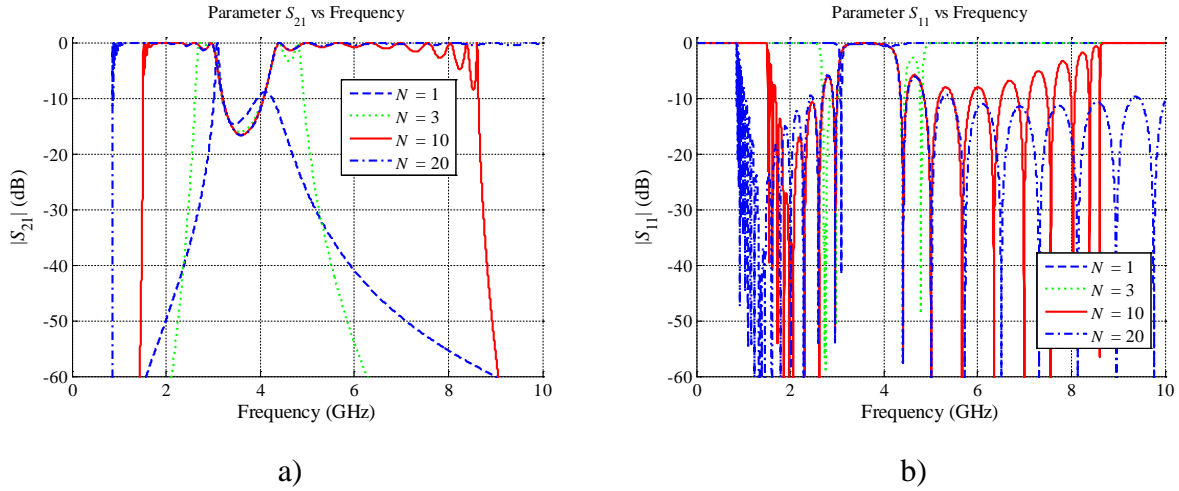 Parameter S21 vs Frequency
|S21| (dB)
0
-10
-20
-30
-40
-50
-60
0 2 4 6 8 10
Frequency (GHz)
N = 1
N = 3
N = 10
N = 20
a)
Parameter S11 vs Frequency
|S11| (dB)
0
-10
-20
-30
-40
-50
-60
0 2 4 6 8 10
Frequency (GHz)
N = 1
N = 3
N = 10
N = 20
b)